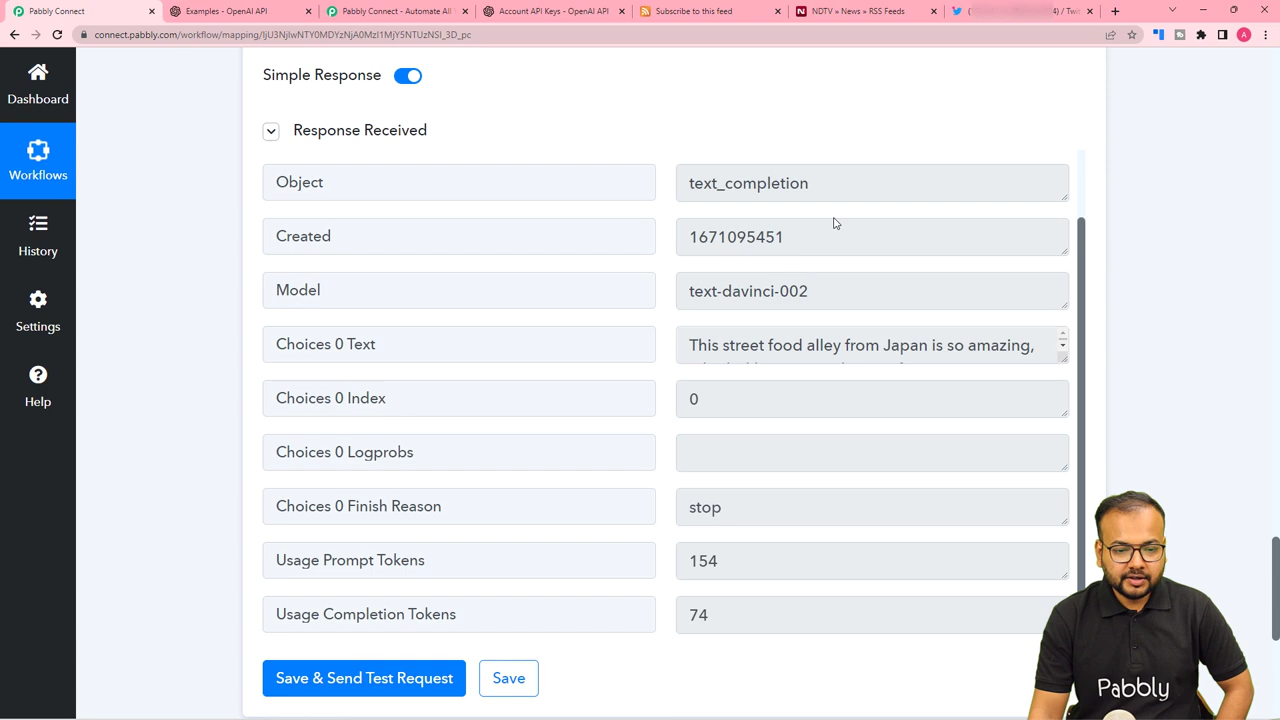 Pabbly Connect
Examples - OpenAI API
Pabbly Connect - Automate All
Account API Keys - OpenAI API
Subscribe to this feed
NDTV » News » RSS Feeds
4) / Twi
connect.pabbly.com/workflow/mapping/
A
Dashboard
Workflows
History
Settings
Help
Simple Response
Response Received
Object
text_completion
Created
1671095451
Model
text-davinci-002
Choices 0 Text
This street food alley from Japan is so amazing,
Choices 0 Index
0
Choices 0 Logprobs
Choices 0 Finish Reason
stop
Usage Prompt Tokens
154
Usage Completion Tokens
74
Save & Send Test Request
Save
Pabbly